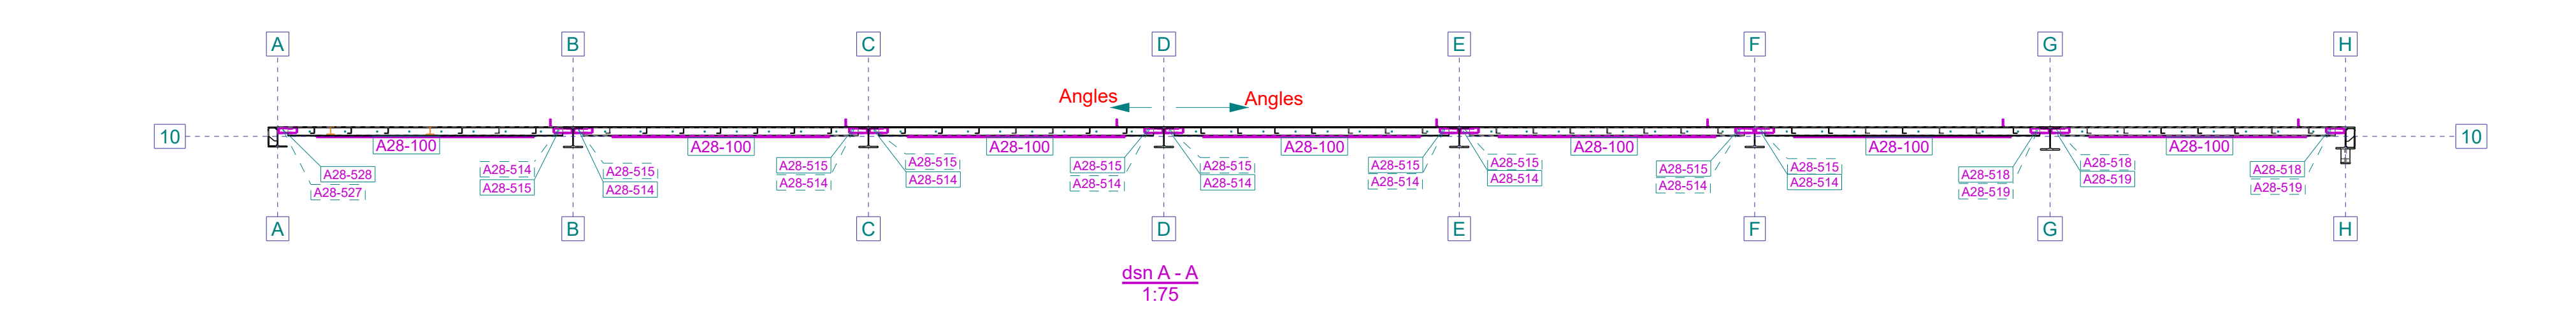 A B C D E F G H
Angles Angles
10 10
A28-100 A28-100 A28-100 A28-100 A28-100 A28-100 A28-100
A28-528 A28-514 A28-515 A28-515 A28-515 A28-515 A28-515 A28-515 A28-515 A28-515 A28-515 A28-518 A28-518 A28-518
A28-527 A28-515 A28-514 A28-514 A28-514 A28-514 A28-514 A28-514 A28-514 A28-514 A28-514 A28-519 A28-519 A28-519
A B C D E F G H
dsn A - A
1:75